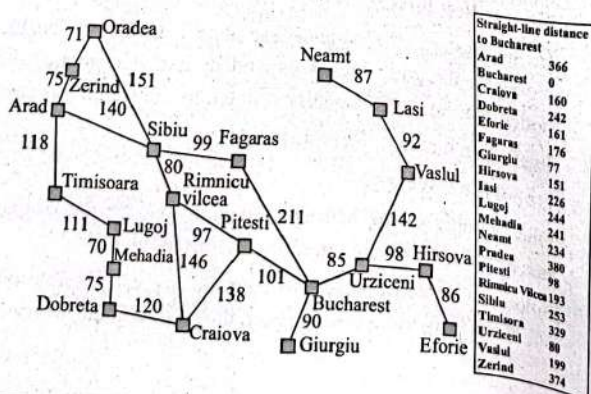 71
Oradea
75
Zerind
151
Arad
140
118
Sibiu
99
Fagaras
80
Rimnicu
vilcea
Timisoara
111
Lugoj
70
Mehadia
75
Dobreta
120
146
97
Pitesti
138
Craiova
211
101
Bucharest
90
Giurgiu
85
Urziceni
98
Hirsova
86
Eforie
142
Vaslul
92
Lasi
87
Neamt
Straight-line distance
to Bucharest
Arad 366
Bucharest 0
Craiova 160
Dobreta 242
Eforie 161
Fagaras 176
Giurgiu 77
Hirsova 151
Iasi 226
Lugoj 244
Mehadia 241
Neamt 234
Pradea 380
Pitesti 98
Rimnicu Vilcea 193
Sibiu 253
Timisora 329
Urziceni 80
Vaslul 199
Zerind 374